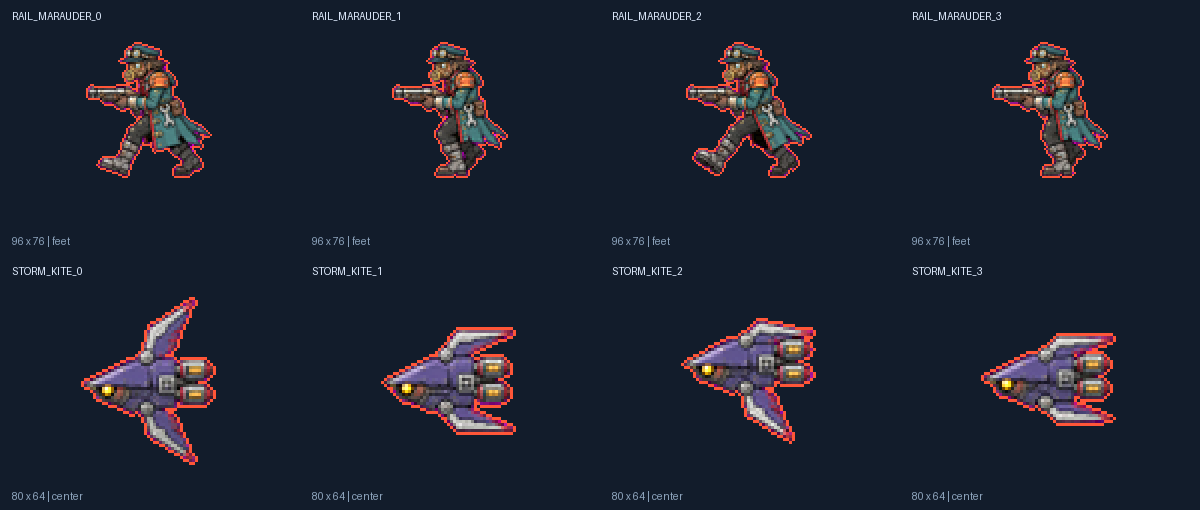 RAIL_MARAUDER_0
RAIL_MARAUDER_1
RAIL_MARAUDER_2
RAIL_MARAUDER_3
96 x 76 | feet
96 x 76 | feet
96 x 76 | feet
96 x 76 | feet
STORM_KITE_0
STORM_KITE_1
STORM_KITE_2
STORM_KITE_3
80 x 64 | center
80 x 64 | center
80 x 64 | center
80 x 64 | center